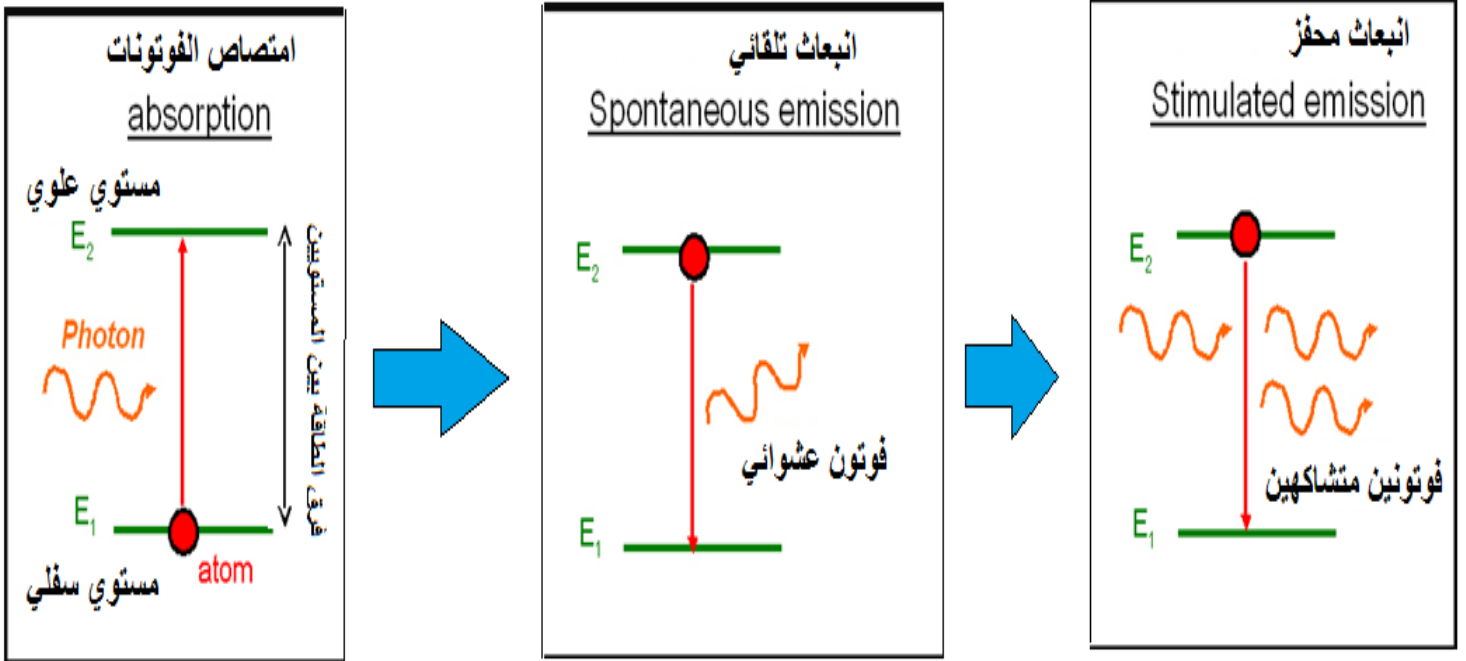 امتصاص الفوتونات
absorption
مستوي علوي
E2
فرق الطاقة بين المستويين
Photon
E1
atom
مستوي سفلي
انبعاث تلقائي
Spontaneous emission
E2
فوتون عشوائي
E1
انبعاث محفز
Stimulated emission
E2
فوتونين متشاكهين
E1